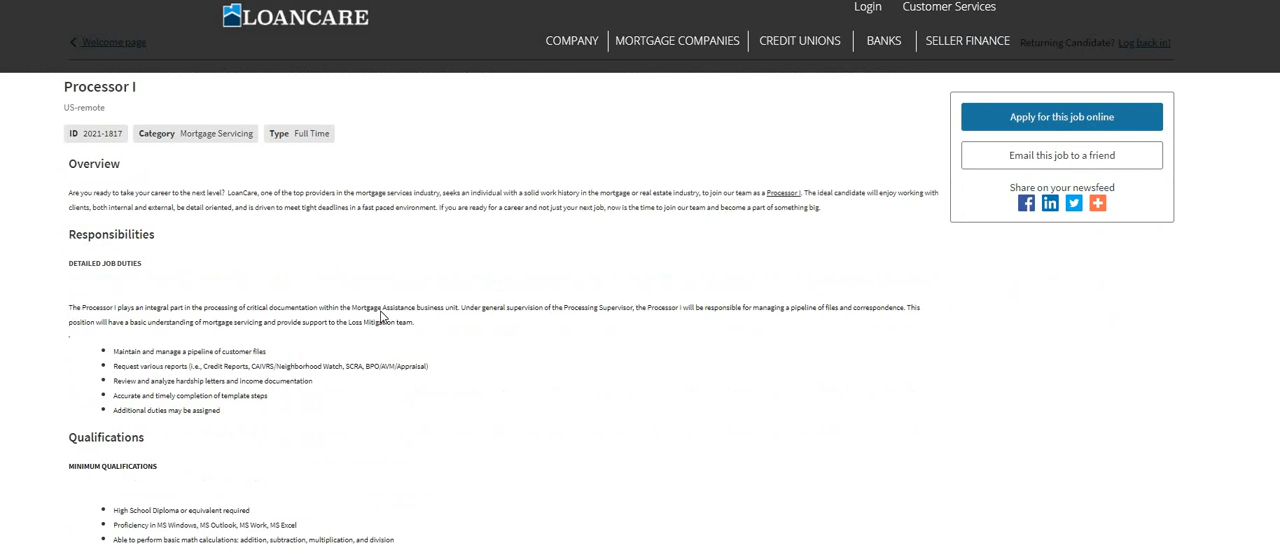 LOANCARE
Login Customer Services
COMPANY MORTGAGE COMPANIES CREDIT UNIONS BANKS SELLER FINANCE
Welcome page
Returning Candidate? Log back in!
Processor I
US-remote
ID 2021-1817 Category Mortgage Servicing Type Full Time
Apply for this job online
Email this job to a friend
Share on your newsfeed
Overview
Are you ready to take your career to the next level? LoanCare, one of the top providers in the mortgage services industry, seeks an individual with a solid work history in the mortgage or real estate industry, to join our team as a Processor I. The ideal candidate will enjoy working with
clients, both internal and external, be detail oriented, and is driven to meet tight deadlines in a fast paced environment. If you are ready for a career and not just your next job, now is the time to join our team and become a part of something big.
Responsibilities
DETAILED JOB DUTIES
The Processor I plays an integral part in the processing of critical documentation within the Mortgage Assistance business unit. Under general supervision of the Processing Supervisor, the Processor I will be responsible for managing a pipeline of files and correspondence. This
position will have a basic understanding of mortgage servicing and provide support to the Loss Mitigation team.
Maintain and manage a pipeline of customer files
Request various reports (i.e., Credit Reports, CAIVRS/Neighborhood Watch, SCRA, BPO/AVM/Appraisal)
Review and analyze hardship letters and income documentation
Accurate and timely completion of template steps
Additional duties may be assigned
Qualifications
MINIMUM QUALIFICATIONS
High School Diploma or equivalent required
Proficiency in MS Windows, MS Outlook, MS Work, MS Excel
Able to perform basic math calculations: addition, subtraction, multiplication, and division